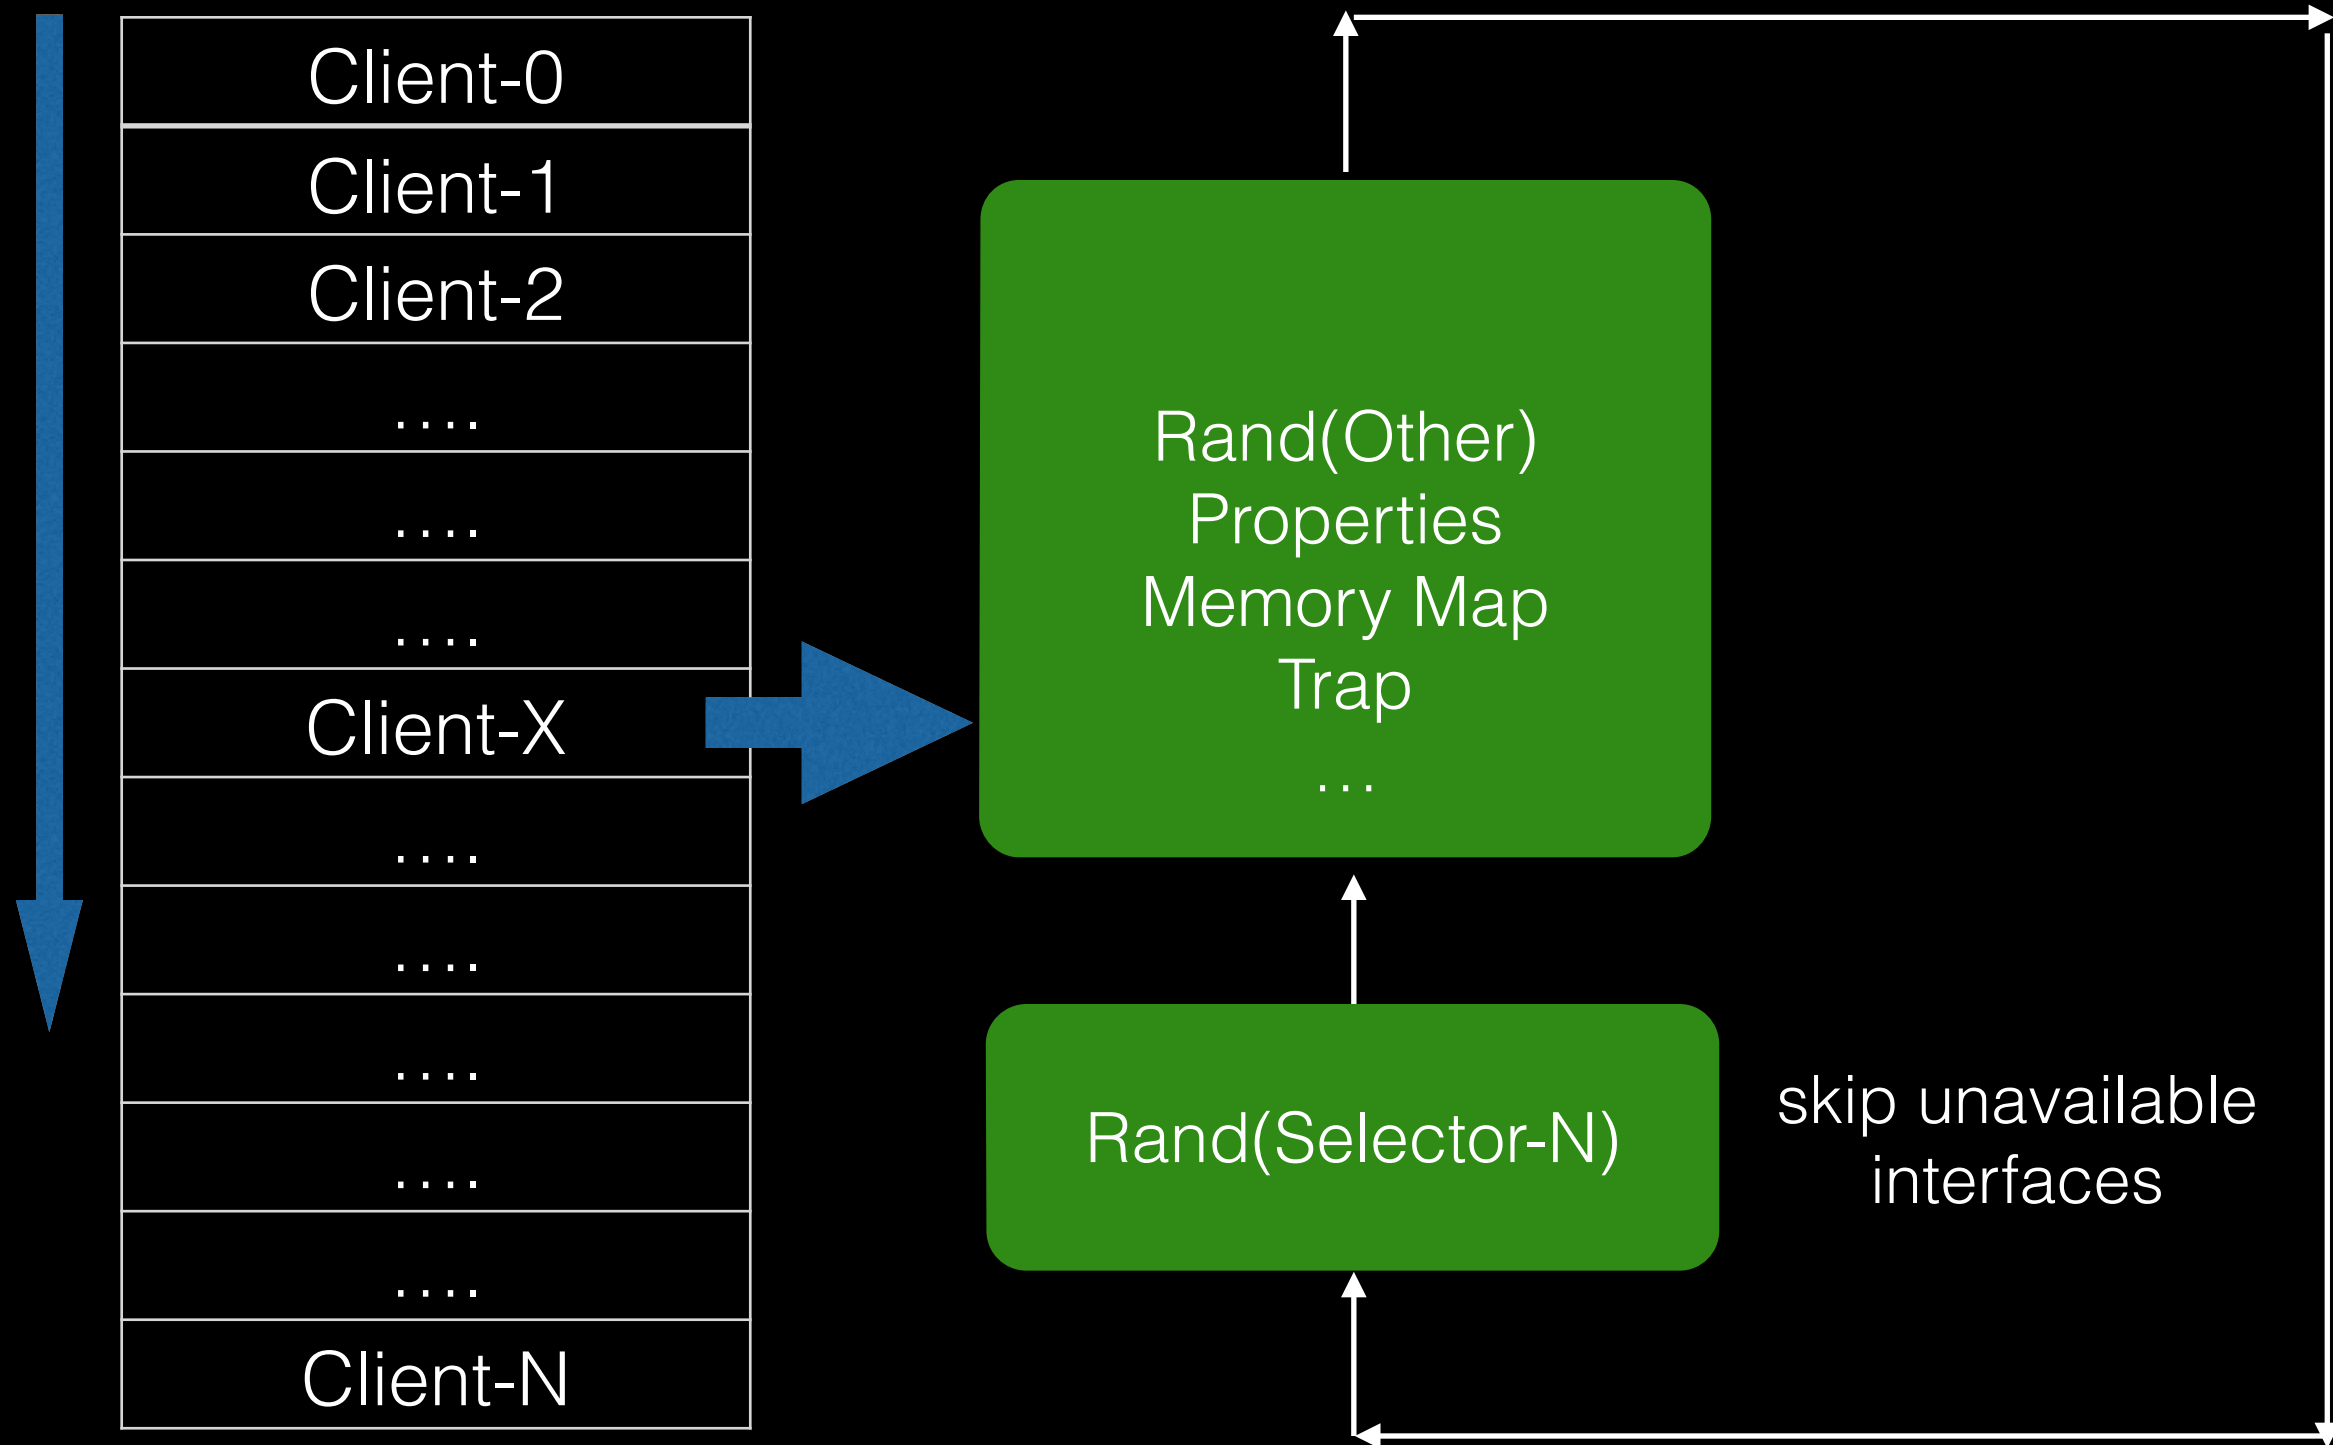 Client-0
Client-1
Client-2
....
....
....
Client-X
....
....
....
....
....
Client-N
Rand(Other)
Properties
Memory Map
Trap
...
Rand(Selector-N)
skip unavailable
interfaces